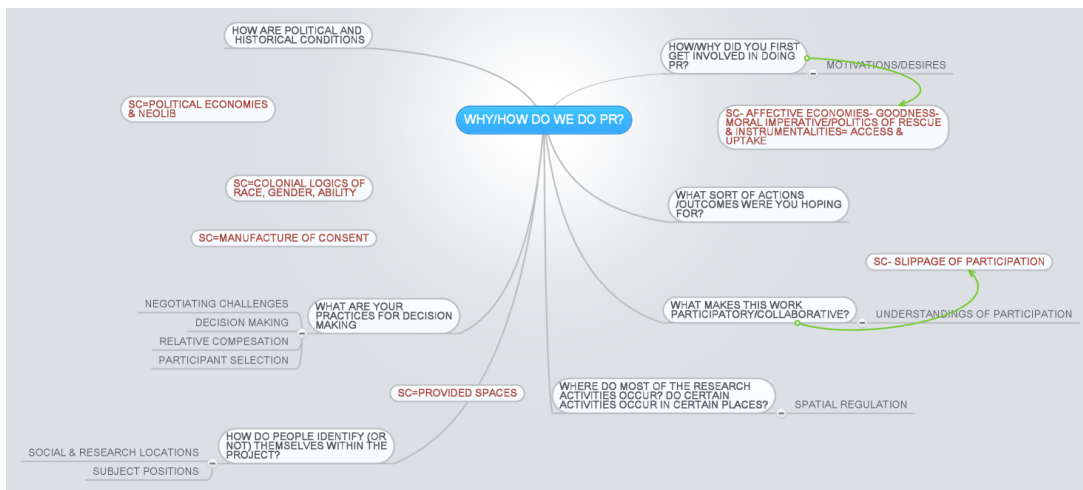 HOW ARE POLITICAL AND
HISTORICAL CONDITIONS
HOW/WHY DID YOU FIRST
GET INVOLVED IN DOING
PR?
MOTIVATIONS/DESIRES
SC=POLITICAL ECONOMIES
& NEOLIB
WHY/HOW DO WE DO PR?
SC- AFFECTIVE ECONOMIES- GOODNESS-
MORAL IMPERATIVE/POLITICS OF RESCUE
& INSTRUMENTALITIES= ACCESS &
UPTAKE
SC=COLONIAL LOGICS OF
RACE, GENDER, ABILITY
WHAT SORT OF ACTIONS
/OUTCOMES WERE YOU HOPING
FOR?
SC=MANUFACTURE OF CONSENT
SC- SLIPPAGE OF PARTICIPATION
NEGOTIATING CHALLENGES
DECISION MAKING
RELATIVE COMPESATION
PARTICIPANT SELECTION
WHAT ARE YOUR
PRACTICES FOR DECISION
MAKING
WHAT MAKES THIS WORK
PARTICIPATORY/COLLABORATIVE?
UNDERSTANDINGS OF PARTICIPATION
SC=PROVIDED SPACES
WHERE DO MOST OF THE RESEARCH
ACTIVITIES OCCUR? DO CERTAIN
ACTIVITIES OCCUR IN CERTAIN PLACES?
SPATIAL REGULATION
HOW DO PEOPLE IDENTIFY (OR
NOT) THEMSELVES WITHIN THE
PROJECT?
SOCIAL & RESEARCH LOCATIONS
SUBJECT POSITIONS